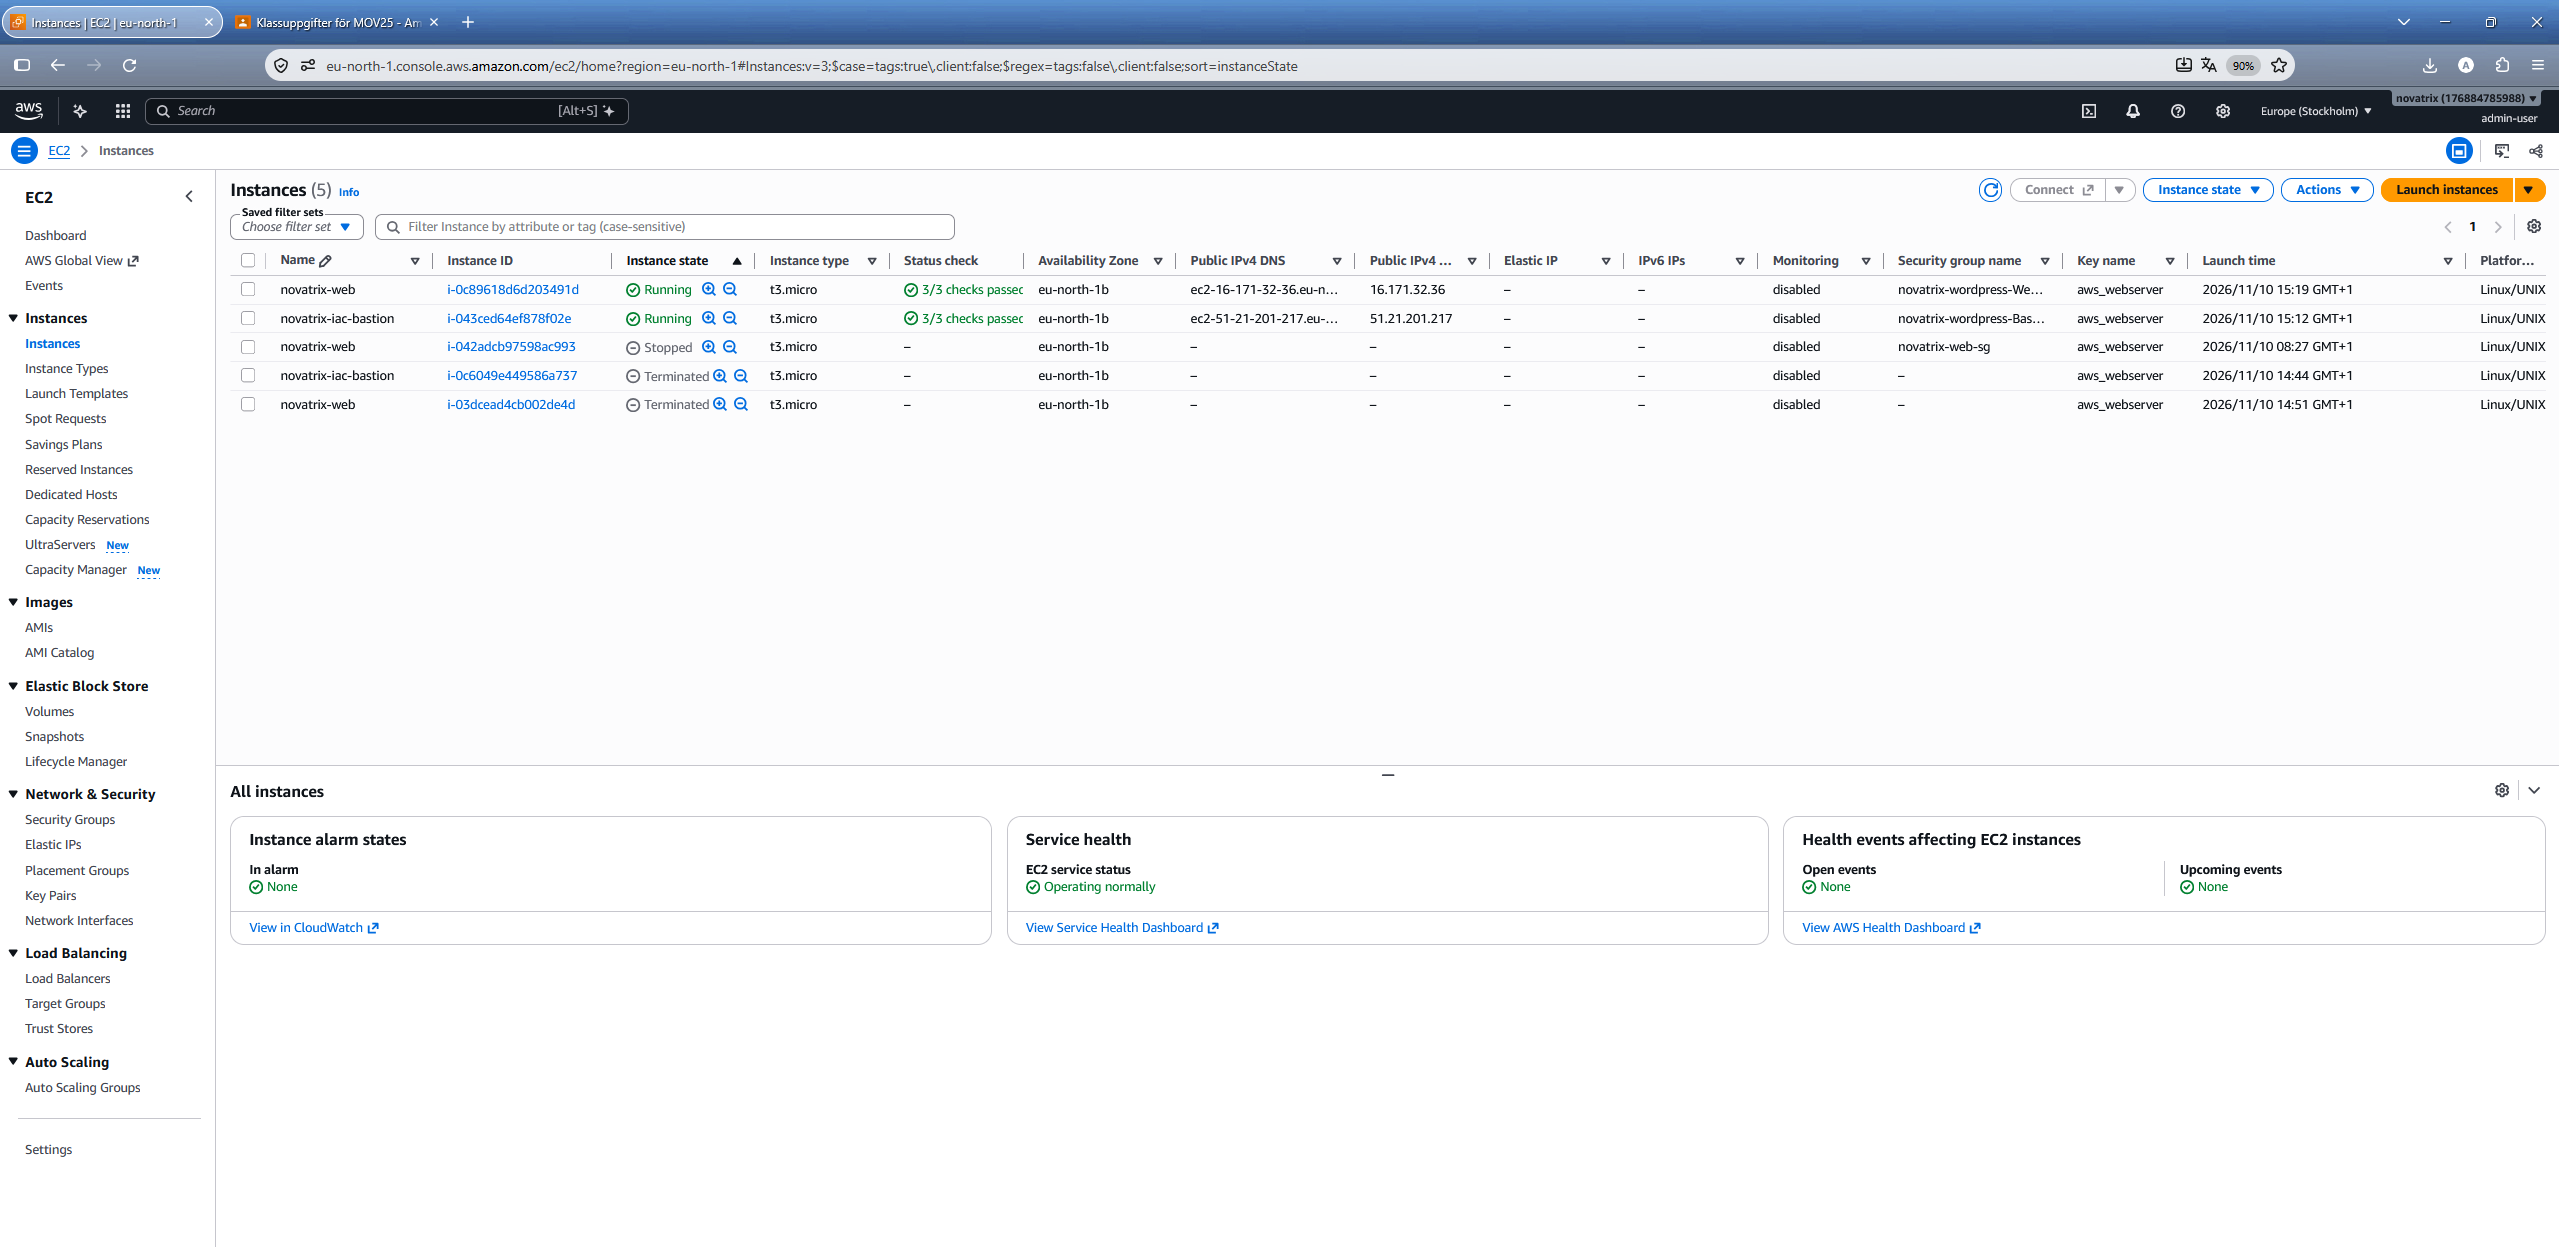 Instances | EC2 | eu-north-1
Klassuppgifter för MOV25 - Am
eu-north-1.console.aws.amazon.com/ec2/home?region=eu-north-1#Instances:v=3;$case=tags:true\,client:false;$regex=tags:false\,client:false;sort=instanceState
90%
aws
Search
[Alt+S]
Europe (Stockholm)
novatrix (176884785988)
admin-user
EC2
Instances
EC2
Dashboard
AWS Global View
Events
Instances
Instances
Instance Types
Launch Templates
Spot Requests
Savings Plans
Reserved Instances
Dedicated Hosts
Capacity Reservations
UltraServers New
Capacity Manager New
Images
AMIs
AMI Catalog
Elastic Block Store
Volumes
Snapshots
Lifecycle Manager
Network & Security
Security Groups
Elastic IPs
Placement Groups
Key Pairs
Network Interfaces
Load Balancing
Load Balancers
Target Groups
Trust Stores
Auto Scaling
Auto Scaling Groups
Settings
Instances (5) Info
Connect
Instance state
Actions
Launch instances
Saved filter sets
Choose filter set
Filter Instance by attribute or tag (case-sensitive)
1
Name Instance ID Instance state Instance type Status check Availability Zone Public IPv4 DNS Public IPv4 ... Elastic IP IPv6 IPs Monitoring Security group name Key name Launch time Platfor...
novatrix-web i-0c89618d6d203491d Running t3.micro 3/3 checks passed eu-north-1b ec2-16-171-32-36.eu-n... 16.171.32.36 – – disabled novatrix-wordpress-We... aws_webserver 2026/11/10 15:19 GMT+1 Linux/UNIX
novatrix-iac-bastion i-043ced64ef878f02e Running t3.micro 3/3 checks passed eu-north-1b ec2-51-21-201-217.eu-... 51.21.201.217 – – disabled novatrix-wordpress-Bas... aws_webserver 2026/11/10 15:12 GMT+1 Linux/UNIX
novatrix-web i-042adcb97598ac993 Stopped t3.micro – eu-north-1b – – – – disabled novatrix-web-sg aws_webserver 2026/11/10 08:27 GMT+1 Linux/UNIX
novatrix-iac-bastion i-0c6049e449586a737 Terminated t3.micro – eu-north-1b – – – – disabled – aws_webserver 2026/11/10 14:44 GMT+1 Linux/UNIX
novatrix-web i-03dcead4cb002de4d Terminated t3.micro – eu-north-1b – – – – disabled – aws_webserver 2026/11/10 14:51 GMT+1 Linux/UNIX
All instances
Instance alarm states
In alarm
None
View in CloudWatch
Service health
EC2 service status
Operating normally
View Service Health Dashboard
Health events affecting EC2 instances
Open events
None
Upcoming events
None
View AWS Health Dashboard